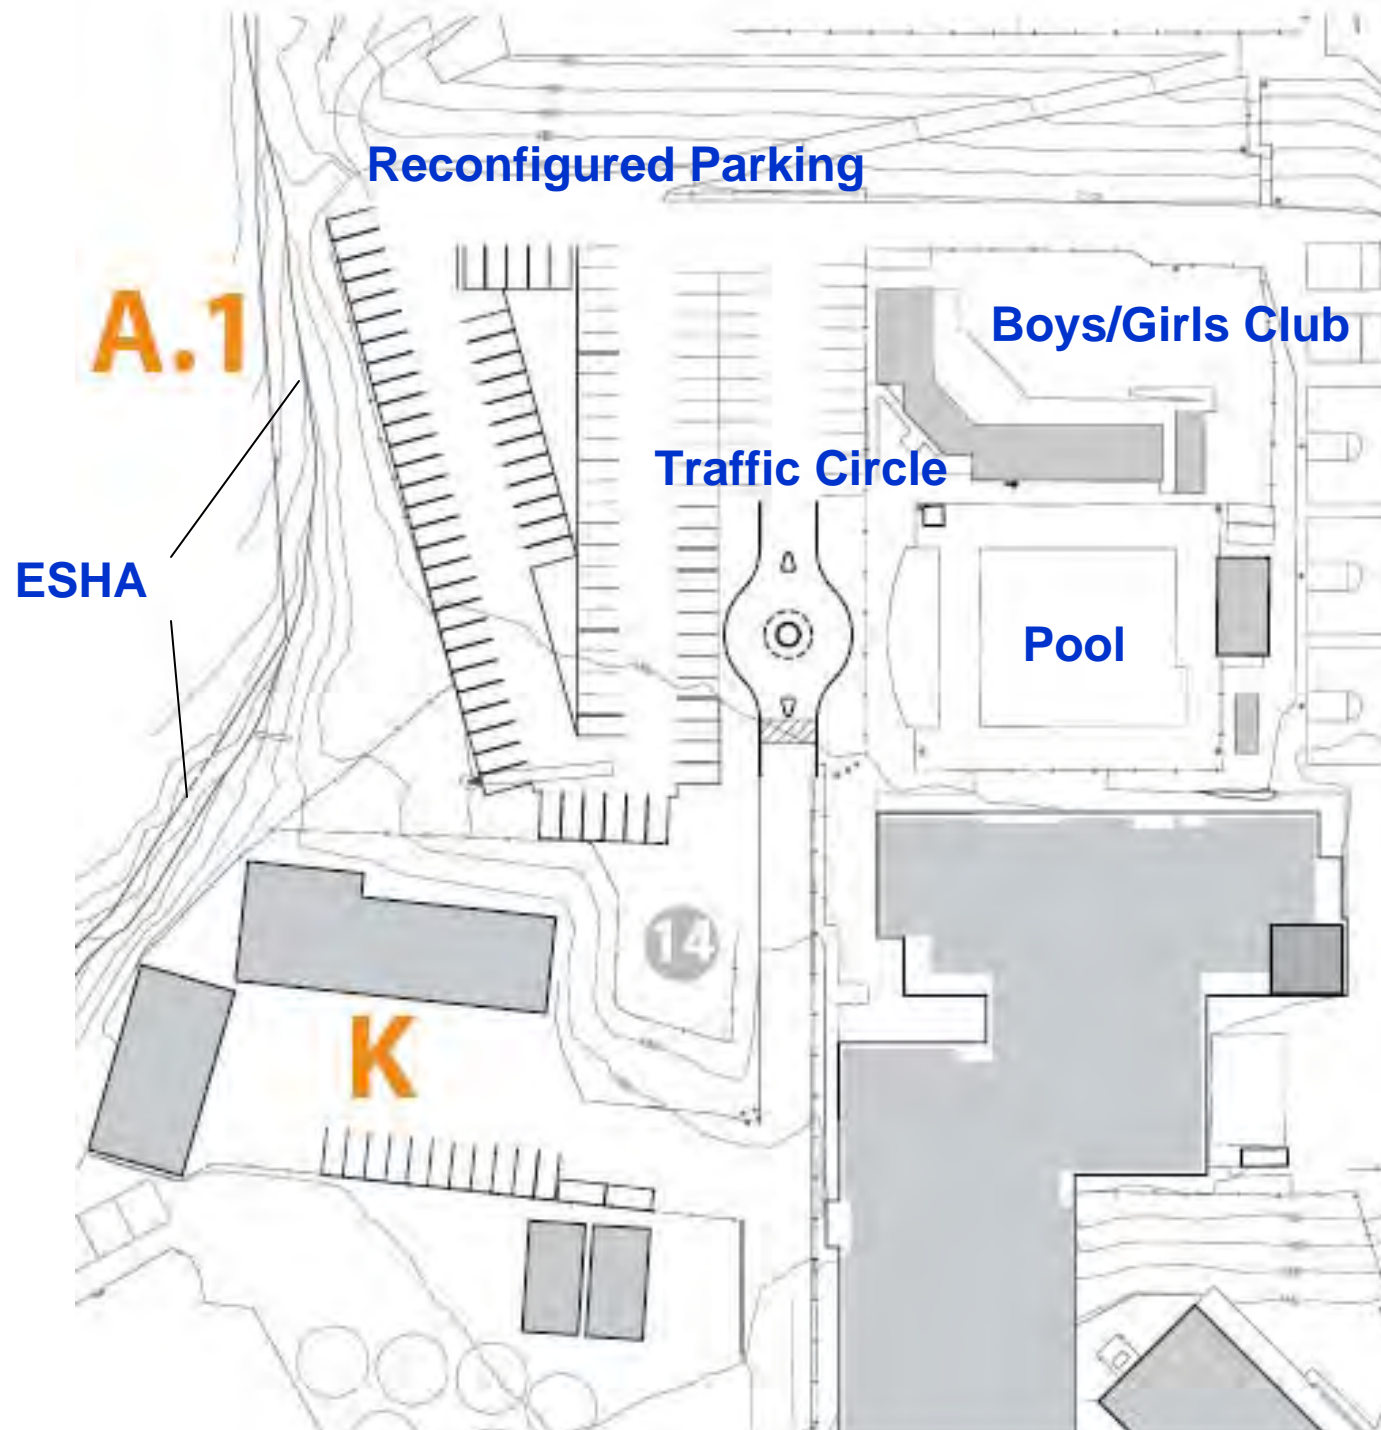 Reconfigured Parking
A.1
Boys/Girls Club
Traffic Circle
ESHA
Pool
14
K